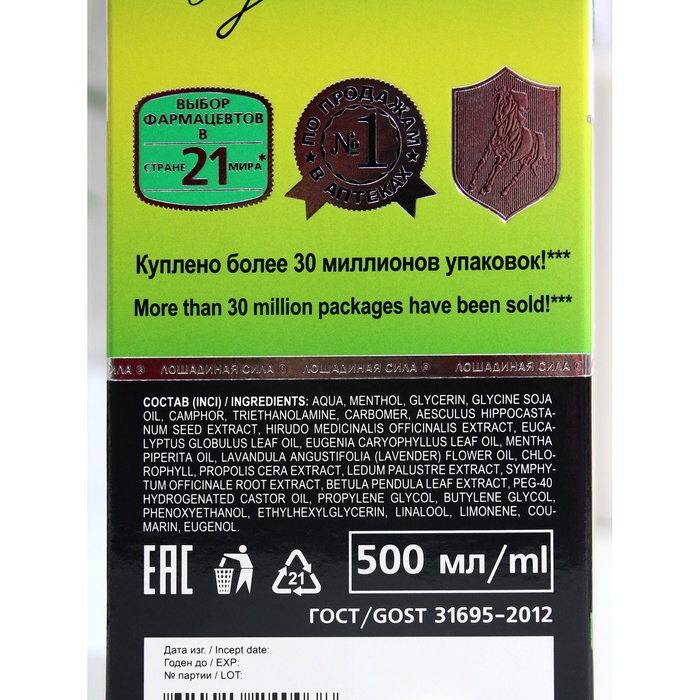 ВЫБОР
ФАРМАЦЕВТОВ
В
СТРАНЕ 21 МИРА*
ПО ПРОДАЖАМ
№1
В АПТЕКАХ
Куплено более 30 миллионов упаковок!***
More than 30 million packages have been sold!***
ЛОШАДИНАЯ СИЛА ® ЛОШАДИНАЯ СИЛА ® ЛОШАДИНАЯ СИЛА
СОСТАВ (INCI) / INGREDIENTS: AQUA, MENTHOL, GLYCERIN, GLYCINE SOJA
OIL, CAMPHOR, TRIETHANOLAMINE, CARBOMER, AESCULUS HIPPOCASTA-
NUM SEED EXTRACT, HIRUDO MEDICINALIS OFFICINALIS EXTRACT, EUCA-
LYPTUS GLOBULUS LEAF OIL, EUGENIA CARYOPHYLLUS LEAF OIL, MENTHA
PIPERITA OIL, LAVANDULA ANGUSTIFOLIA (LAVENDER) FLOWER OIL, CHLO-
ROPHYLL, PROPOLIS CERA EXTRACT, LEDUM PALUSTRE EXTRACT, SYMPHY-
TUM OFFICINALE ROOT EXTRACT, BETULA PENDULA LEAF EXTRACT, PEG-40
HYDROGENATED CASTOR OIL, PROPYLENE GLYCOL, BUTYLENE GLYCOL,
PHENOXYETHANOL, ETHYLHEXYLGLYCERIN, LINALOOL, LIMONENE, COU-
MARIN, EUGENOL.
EAC 21 500 мл/ml
ГОСТ/GOST 31695-2012
Дата изг. / Incept date:
Годен до / EXP:
№ партии / LOT: